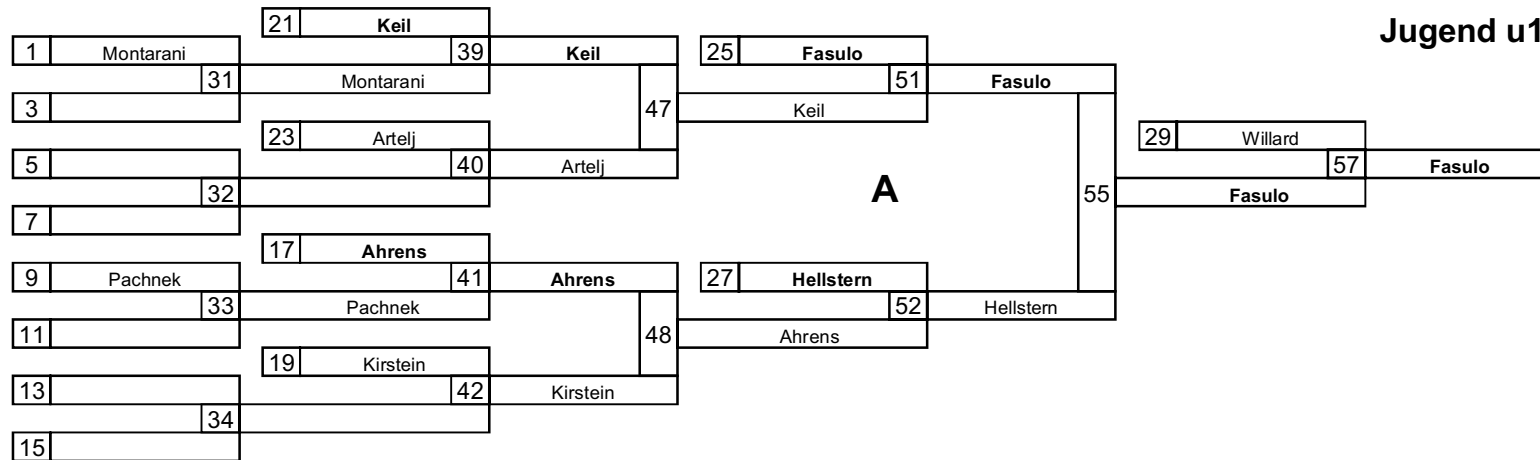 21 Keil
Jugend u1
1 Montarani 39 Keil 25 Fasulo
31 Montarani 51 Fasulo
3 47 Keil
23 Artelj 29 Willard
5 40 Artelj 57 Fasulo
32 A 55 Fasulo
7
17 Ahrens
9 Pachnek 41 Ahrens 27 Hellstern
33 Pachnek 52 Hellstern
11 48 Ahrens
19 Kirstein
13 42 Kirstein
34
15